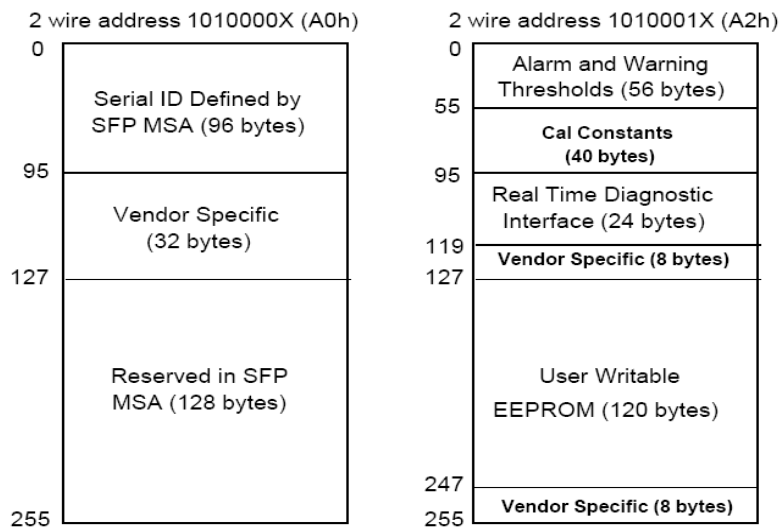 2 wire address 1010000X (A0h)
0
Serial ID Defined by
SFP MSA (96 bytes)
95
Vendor Specific
(32 bytes)
127
Reserved in SFP
MSA (128 bytes)
255
2 wire address 1010001X (A2h)
0
Alarm and Warning
Thresholds (56 bytes)
55
Cal Constants
(40 bytes)
95
Real Time Diagnostic
Interface (24 bytes)
119
Vendor Specific (8 bytes)
127
User Writable
EEPROM (120 bytes)
247
Vendor Specific (8 bytes)
255